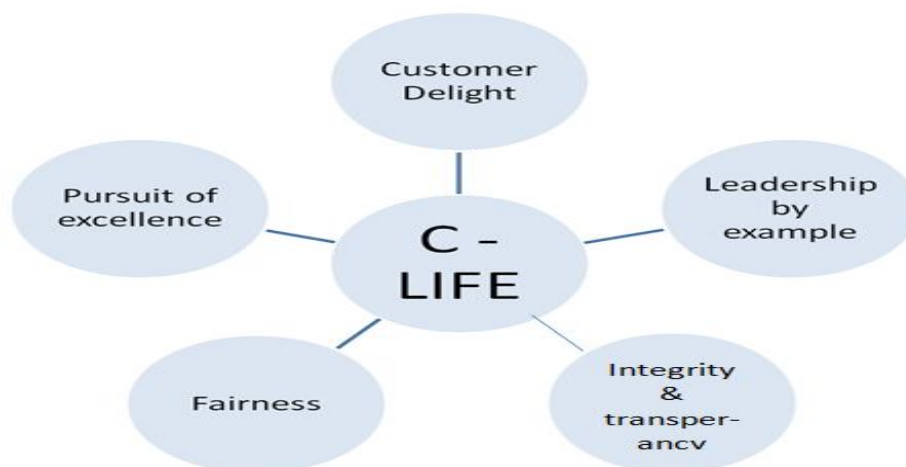 Customer
Delight
Leadership
by
example
Integrity
&
transper-
ancy
Fairness
Pursuit of
excellence
C -
LIFE